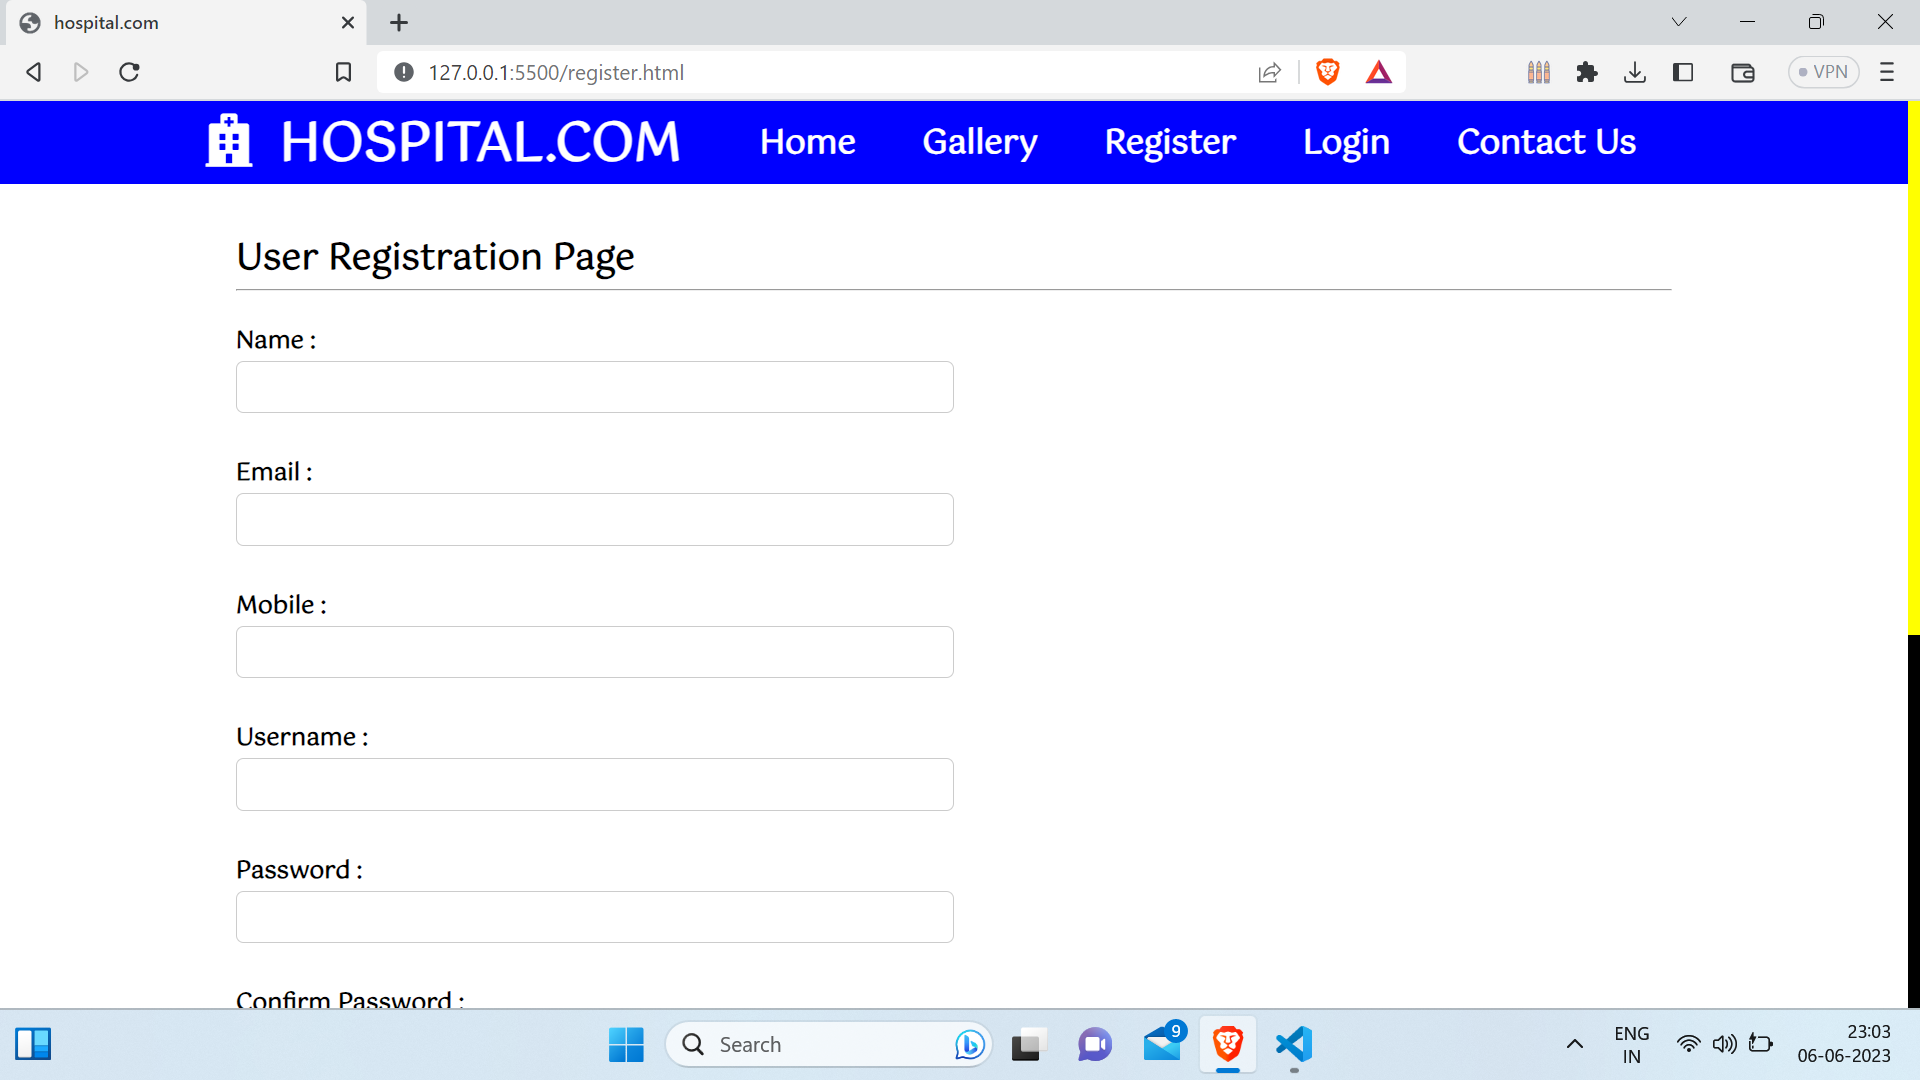 hospital.com
127.0.0.1:5500/register.html
VPN
HOSPITAL.COM Home Gallery Register Login Contact Us
User Registration Page
Name :
Email :
Mobile :
Username :
Password :
Confirm Password :
Search
9
ENG
IN
23:03
06-06-2023